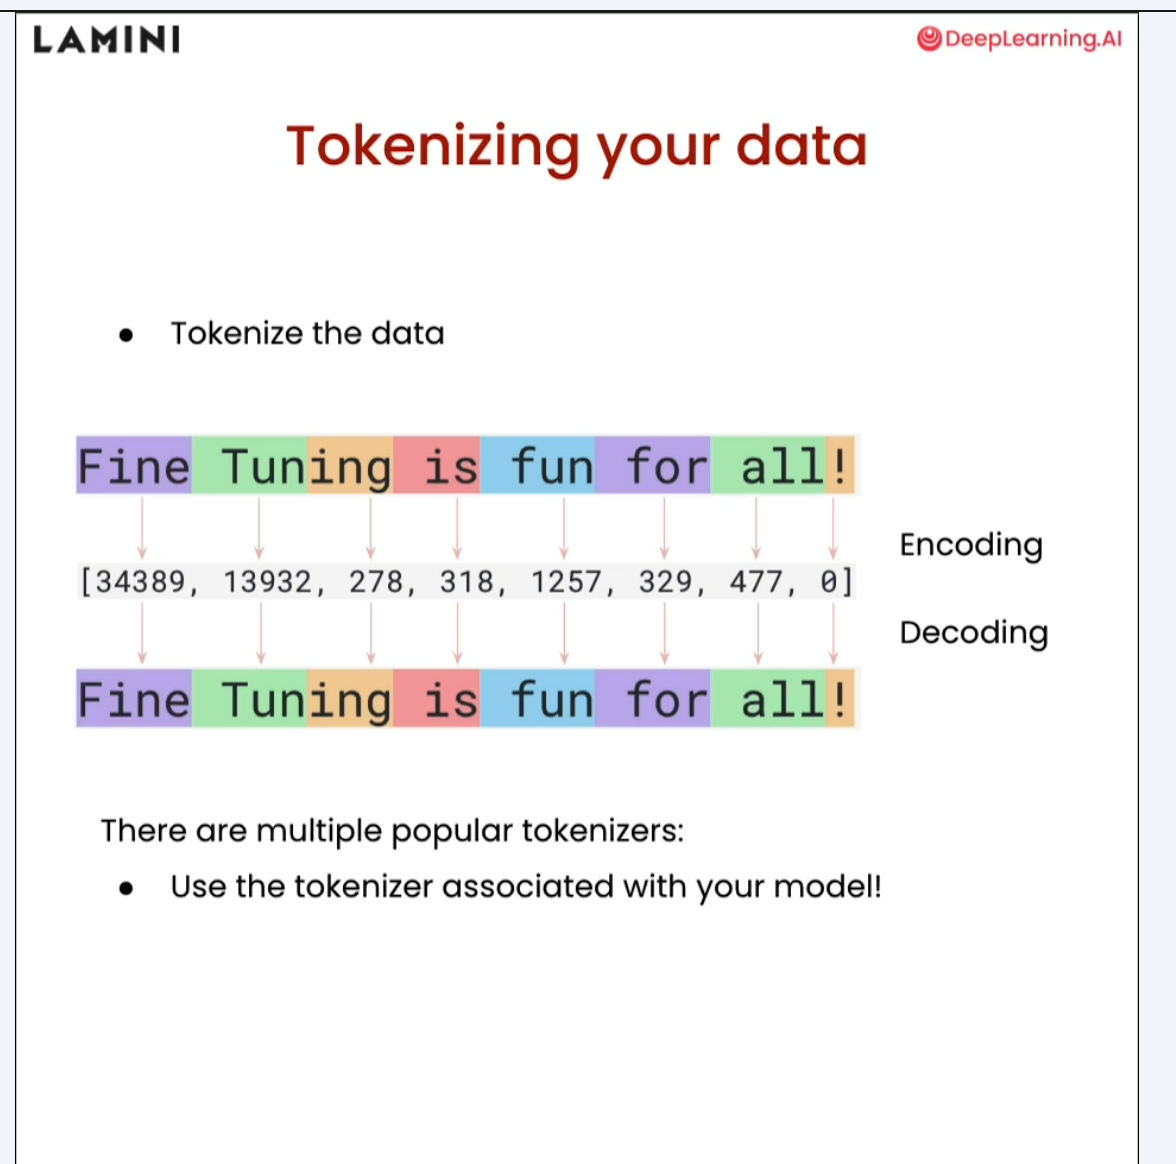 LAMINI
DeepLearning.AI
Tokenizing your data
● Tokenize the data
Fine Tuning is fun for all!
Encoding
[34389, 13932, 278, 318, 1257, 329, 477, 0]
Decoding
Fine Tuning is fun for all!
There are multiple popular tokenizers:
● Use the tokenizer associated with your model!